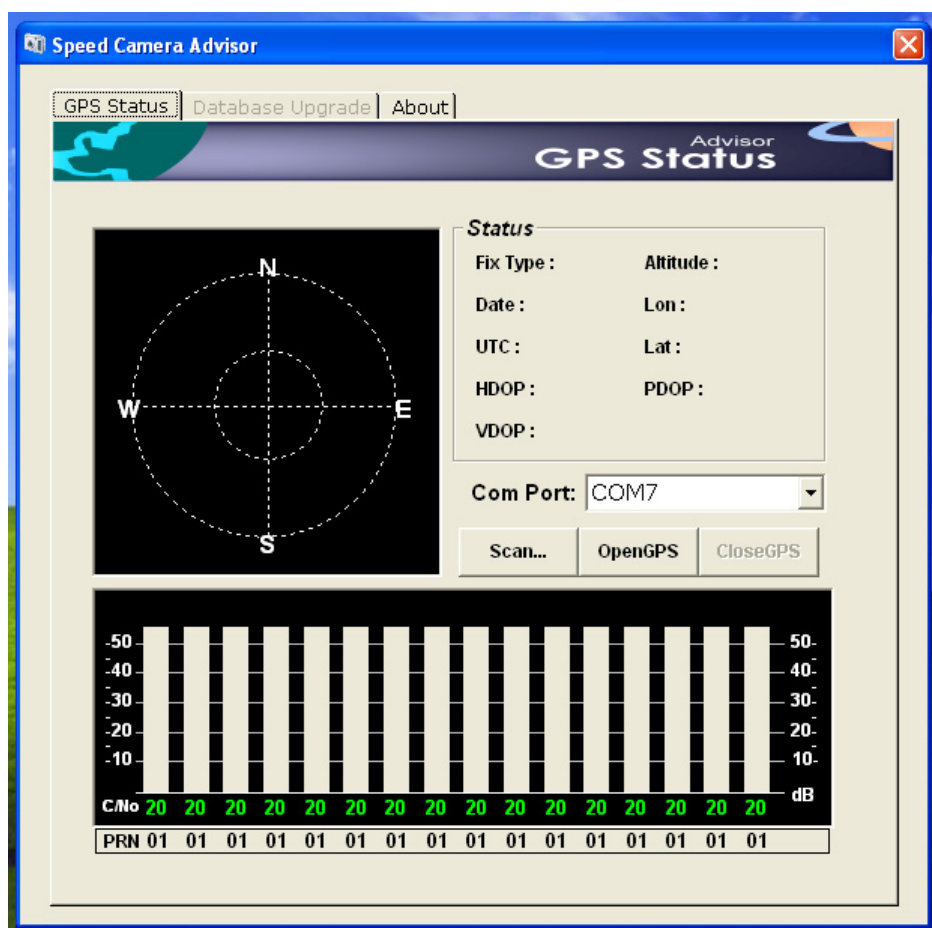 Speed Camera Advisor
GPS Status Database Upgrade About
Advisor
GPS Status
N
W E
S
Status
Fix Type : Altitude :
Date : Lon :
UTC : Lat :
HDOP : PDOP :
VDOP :
Com Port: COM7
Scan... OpenGPS CloseGPS
-50 50-
-40 40-
-30 30-
-20 20-
-10 10-
dB
C/No 20 20 20 20 20 20 20 20 20 20 20 20 20 20 20 20
PRN 01 01 01 01 01 01 01 01 01 01 01 01 01 01 01 01